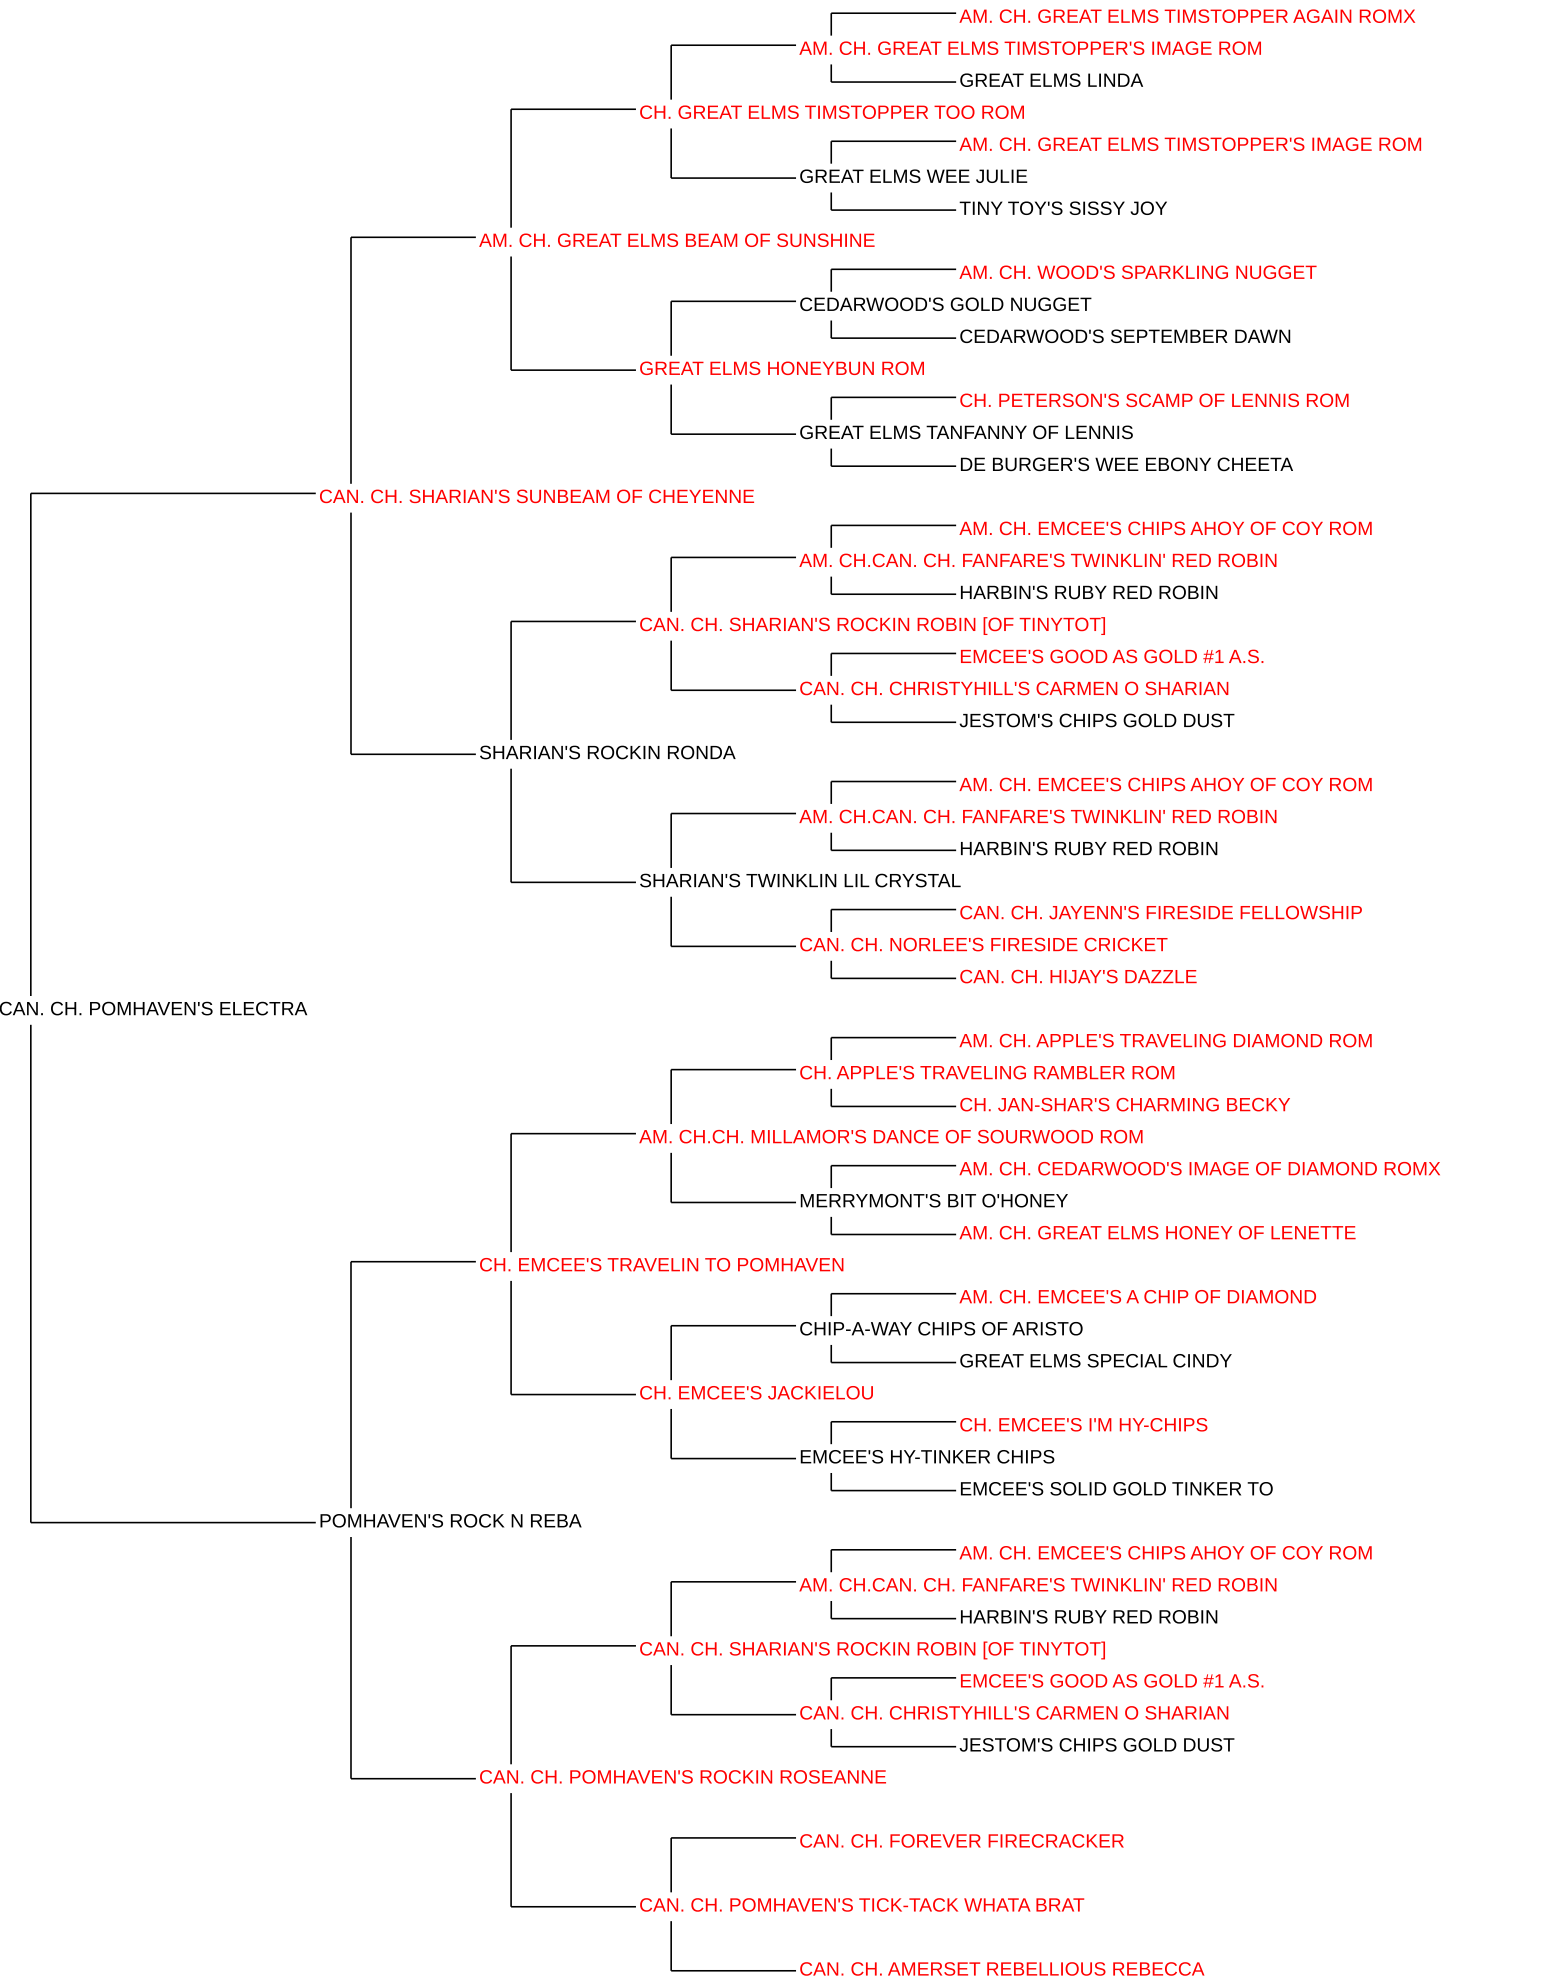 AM. CH. GREAT ELMS TIMSTOPPER AGAIN ROMX
AM. CH. GREAT ELMS TIMSTOPPER'S IMAGE ROM
GREAT ELMS LINDA
CH. GREAT ELMS TIMSTOPPER TOO ROM
AM. CH. GREAT ELMS TIMSTOPPER'S IMAGE ROM
GREAT ELMS WEE JULIE
TINY TOY'S SISSY JOY
AM. CH. GREAT ELMS BEAM OF SUNSHINE
AM. CH. WOOD'S SPARKLING NUGGET
CEDARWOOD'S GOLD NUGGET
CEDARWOOD'S SEPTEMBER DAWN
GREAT ELMS HONEYBUN ROM
CH. PETERSON'S SCAMP OF LENNIS ROM
GREAT ELMS TANFANNY OF LENNIS
DE BURGER'S WEE EBONY CHEETA
CAN. CH. SHARIAN'S SUNBEAM OF CHEYENNE
AM. CH. EMCEE'S CHIPS AHOY OF COY ROM
AM. CH.CAN. CH. FANFARE'S TWINKLIN' RED ROBIN
HARBIN'S RUBY RED ROBIN
CAN. CH. SHARIAN'S ROCKIN ROBIN [OF TINYTOT]
EMCEE'S GOOD AS GOLD #1 A.S.
CAN. CH. CHRISTYHILL'S CARMEN O SHARIAN
JESTOM'S CHIPS GOLD DUST
SHARIAN'S ROCKIN RONDA
AM. CH. EMCEE'S CHIPS AHOY OF COY ROM
AM. CH.CAN. CH. FANFARE'S TWINKLIN' RED ROBIN
HARBIN'S RUBY RED ROBIN
SHARIAN'S TWINKLIN LIL CRYSTAL
CAN. CH. JAYENN'S FIRESIDE FELLOWSHIP
CAN. CH. NORLEE'S FIRESIDE CRICKET
CAN. CH. HIJAY'S DAZZLE
CAN. CH. POMHAVEN'S ELECTRA
AM. CH. APPLE'S TRAVELING DIAMOND ROM
CH. APPLE'S TRAVELING RAMBLER ROM
CH. JAN-SHAR'S CHARMING BECKY
AM. CH.CH. MILLAMOR'S DANCE OF SOURWOOD ROM
AM. CH. CEDARWOOD'S IMAGE OF DIAMOND ROMX
MERRYMONT'S BIT O'HONEY
AM. CH. GREAT ELMS HONEY OF LENETTE
CH. EMCEE'S TRAVELIN TO POMHAVEN
AM. CH. EMCEE'S A CHIP OF DIAMOND
CHIP-A-WAY CHIPS OF ARISTO
GREAT ELMS SPECIAL CINDY
CH. EMCEE'S JACKIELOU
CH. EMCEE'S I'M HY-CHIPS
EMCEE'S HY-TINKER CHIPS
EMCEE'S SOLID GOLD TINKER TO
POMHAVEN'S ROCK N REBA
AM. CH. EMCEE'S CHIPS AHOY OF COY ROM
AM. CH.CAN. CH. FANFARE'S TWINKLIN' RED ROBIN
HARBIN'S RUBY RED ROBIN
CAN. CH. SHARIAN'S ROCKIN ROBIN [OF TINYTOT]
EMCEE'S GOOD AS GOLD #1 A.S.
CAN. CH. CHRISTYHILL'S CARMEN O SHARIAN
JESTOM'S CHIPS GOLD DUST
CAN. CH. POMHAVEN'S ROCKIN ROSEANNE
CAN. CH. FOREVER FIRECRACKER
CAN. CH. POMHAVEN'S TICK-TACK WHATA BRAT
CAN. CH. AMERSET REBELLIOUS REBECCA